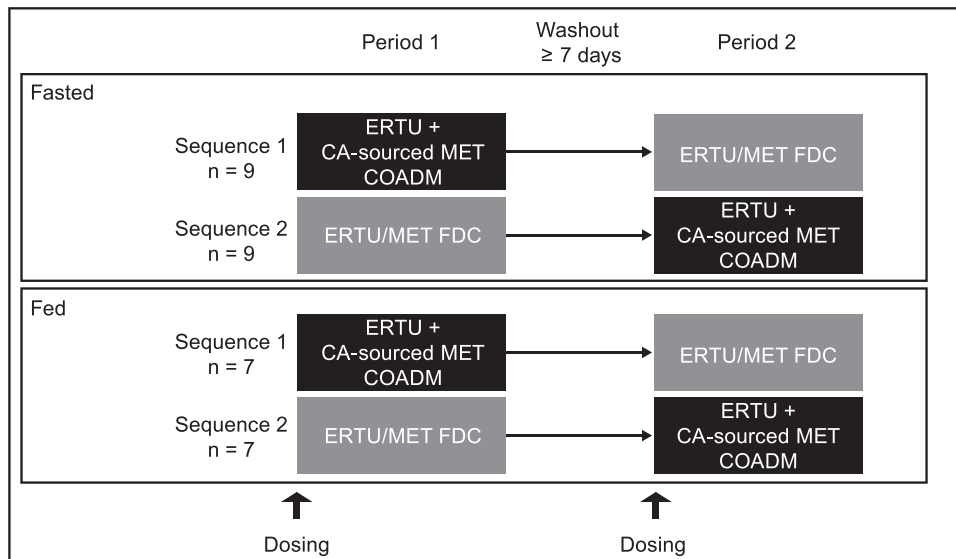 Period 1
Washout
≥ 7 days
Period 2
Fasted
Sequence 1
n = 9
ERTU +
CA-sourced MET
COADM
ERTU/MET FDC
Sequence 2
n = 9
ERTU/MET FDC
ERTU +
CA-sourced MET
COADM
Fed
Sequence 1
n = 7
ERTU +
CA-sourced MET
COADM
ERTU/MET FDC
Sequence 2
n = 7
ERTU/MET FDC
ERTU +
CA-sourced MET
COADM
Dosing
Dosing